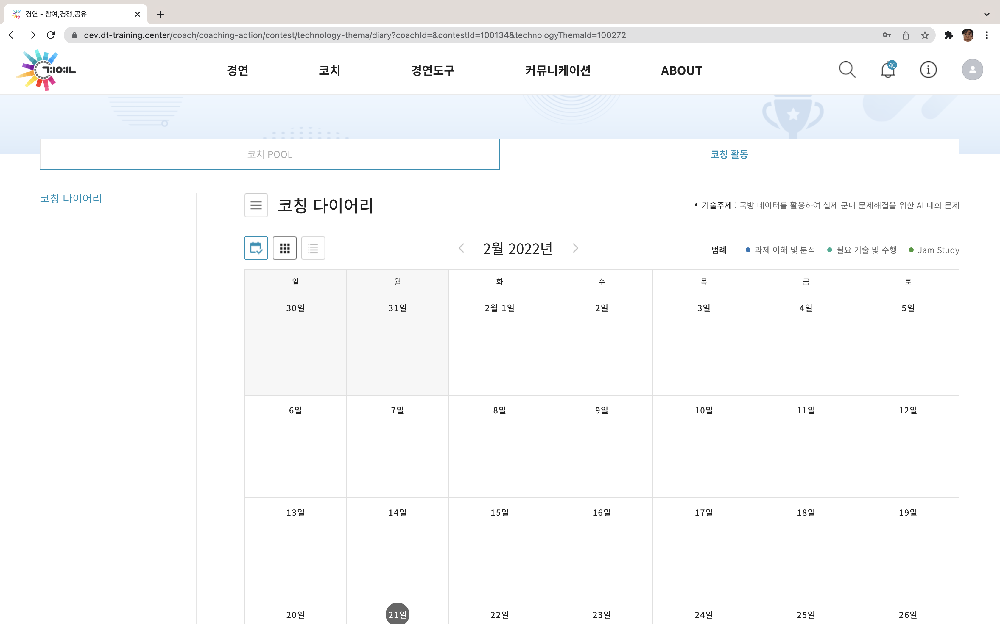 경연 - 참여,경쟁,공유
dev.dt-training.center/coach/coaching-action/contest/technology-thema/diary?coachId=&contestId=100134&technologyThemaId=100272
경연 코치 경연도구 커뮤니케이션 ABOUT 40
코치 POOL 코칭 활동
코칭 다이어리
코칭 다이어리
• 기술주제 : 국방 데이터를 활용하여 실제 군내 문제해결을 위한 AI 대회 문제
2월 2022년
범례 과제 이해 및 분석 필요 기술 및 수행 Jam Study
일 월 화 수 목 금 토
30일 31일 2월 1일 2일 3일 4일 5일
6일 7일 8일 9일 10일 11일 12일
13일 14일 15일 16일 17일 18일 19일
20일 21일 22일 23일 24일 25일 26일